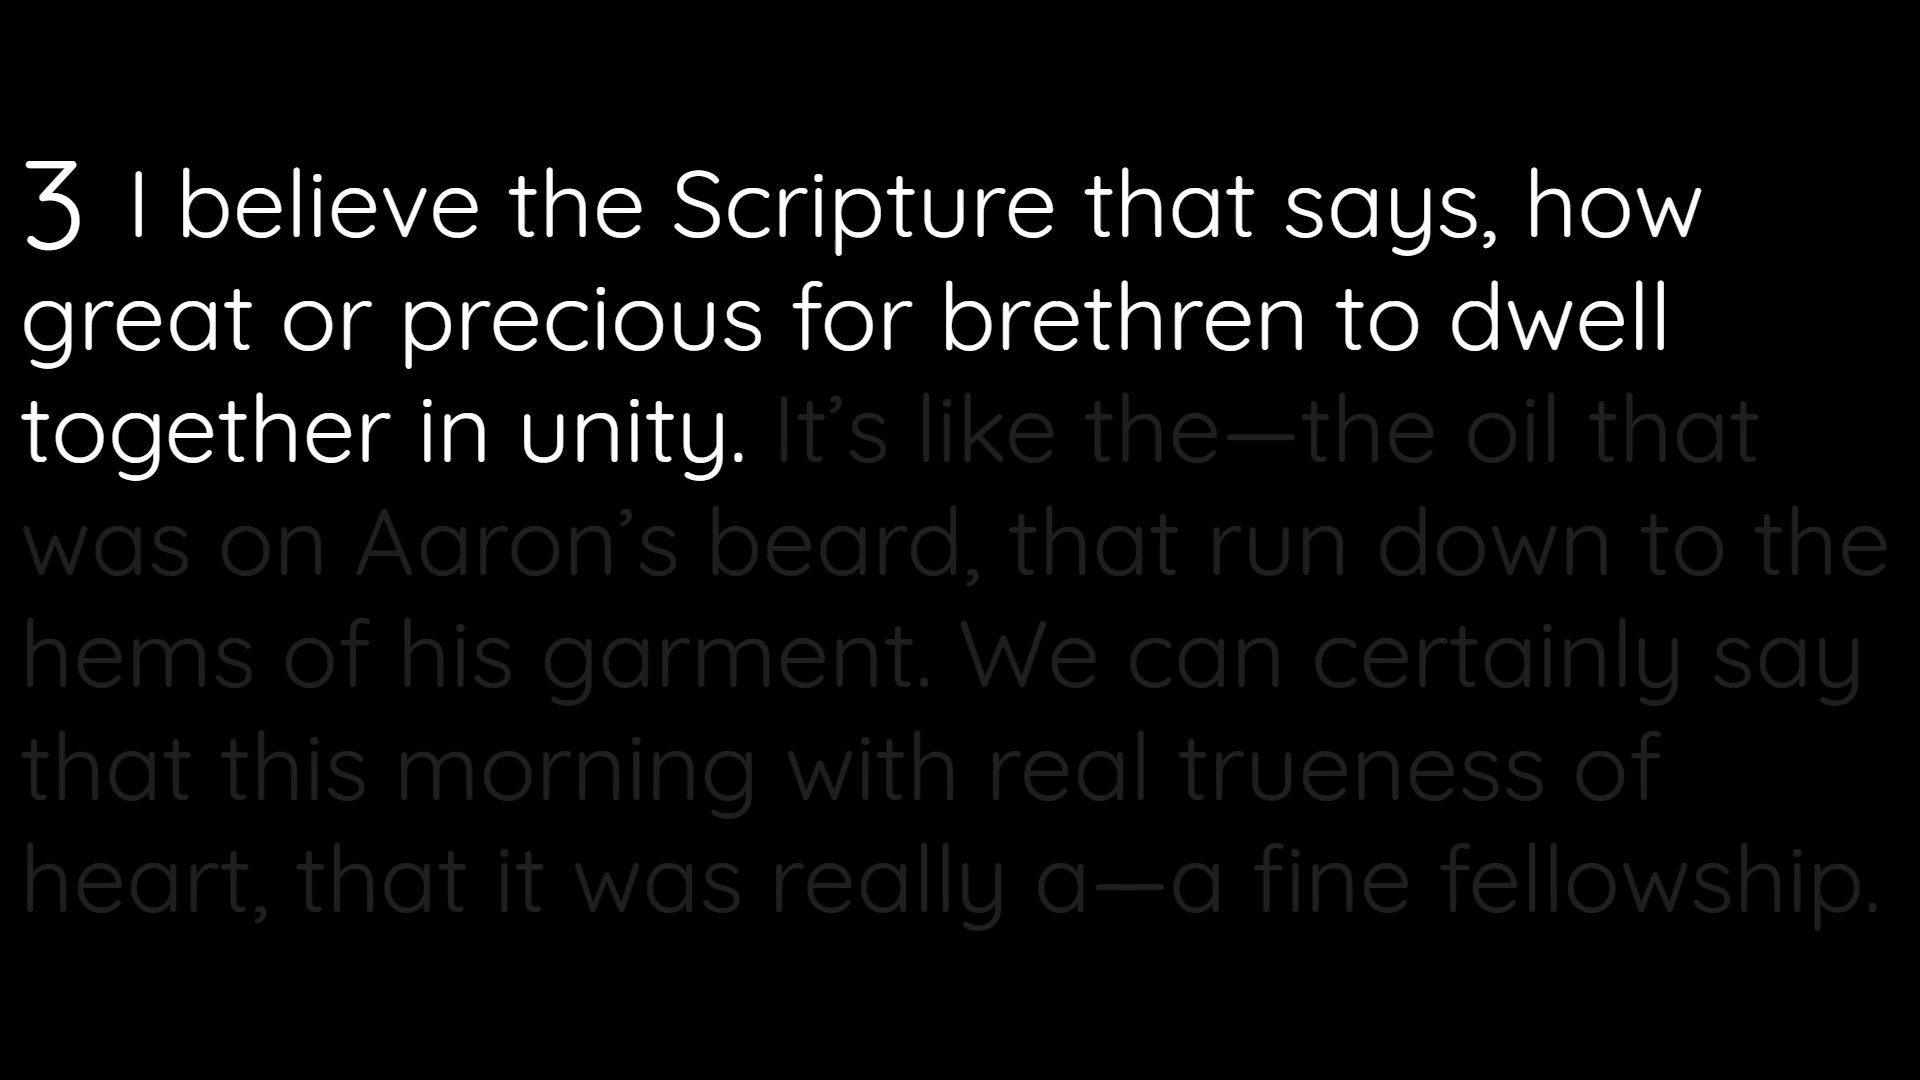 3 I believe the Scripture that says, how
great or precious for brethren to dwell
together in unity. It’s like the—the oil that
was on Aaron’s beard, that run down to the
hems of his garment. We can certainly say
that this morning with real trueness of
heart, that it was really a—a fine fellowship.